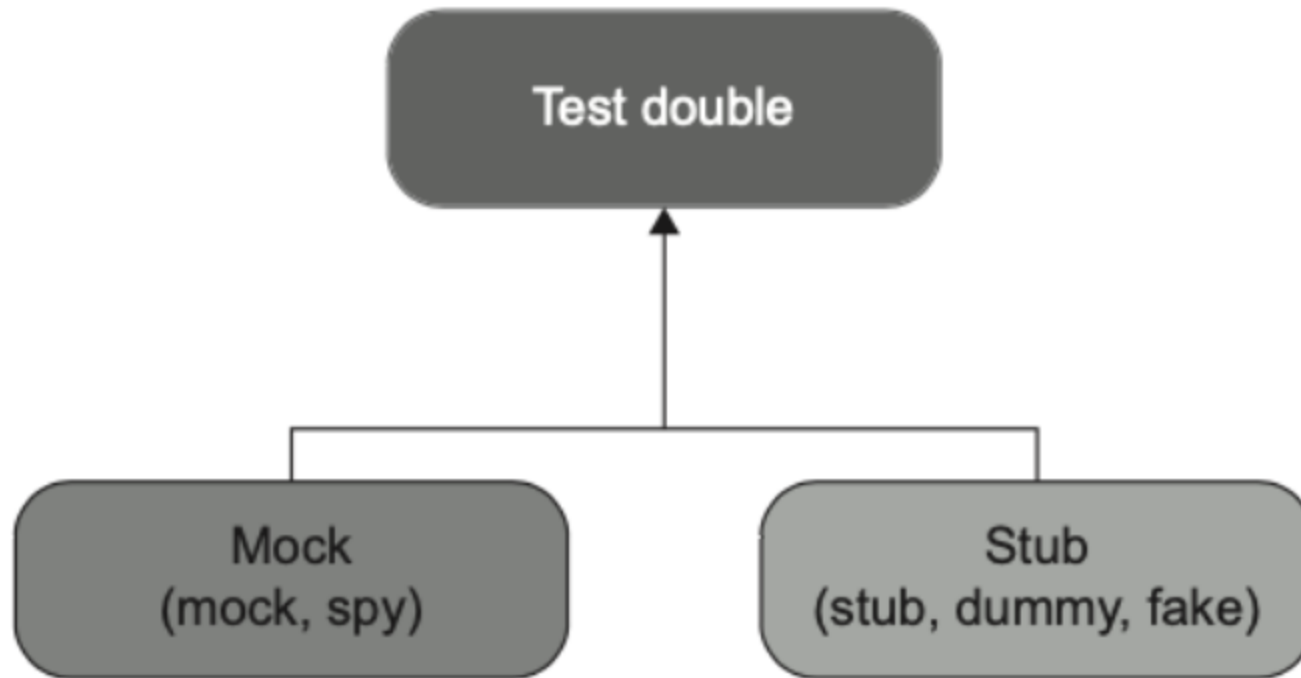 Test double
Mock
(mock, spy)
Stub
(stub, dummy, fake)